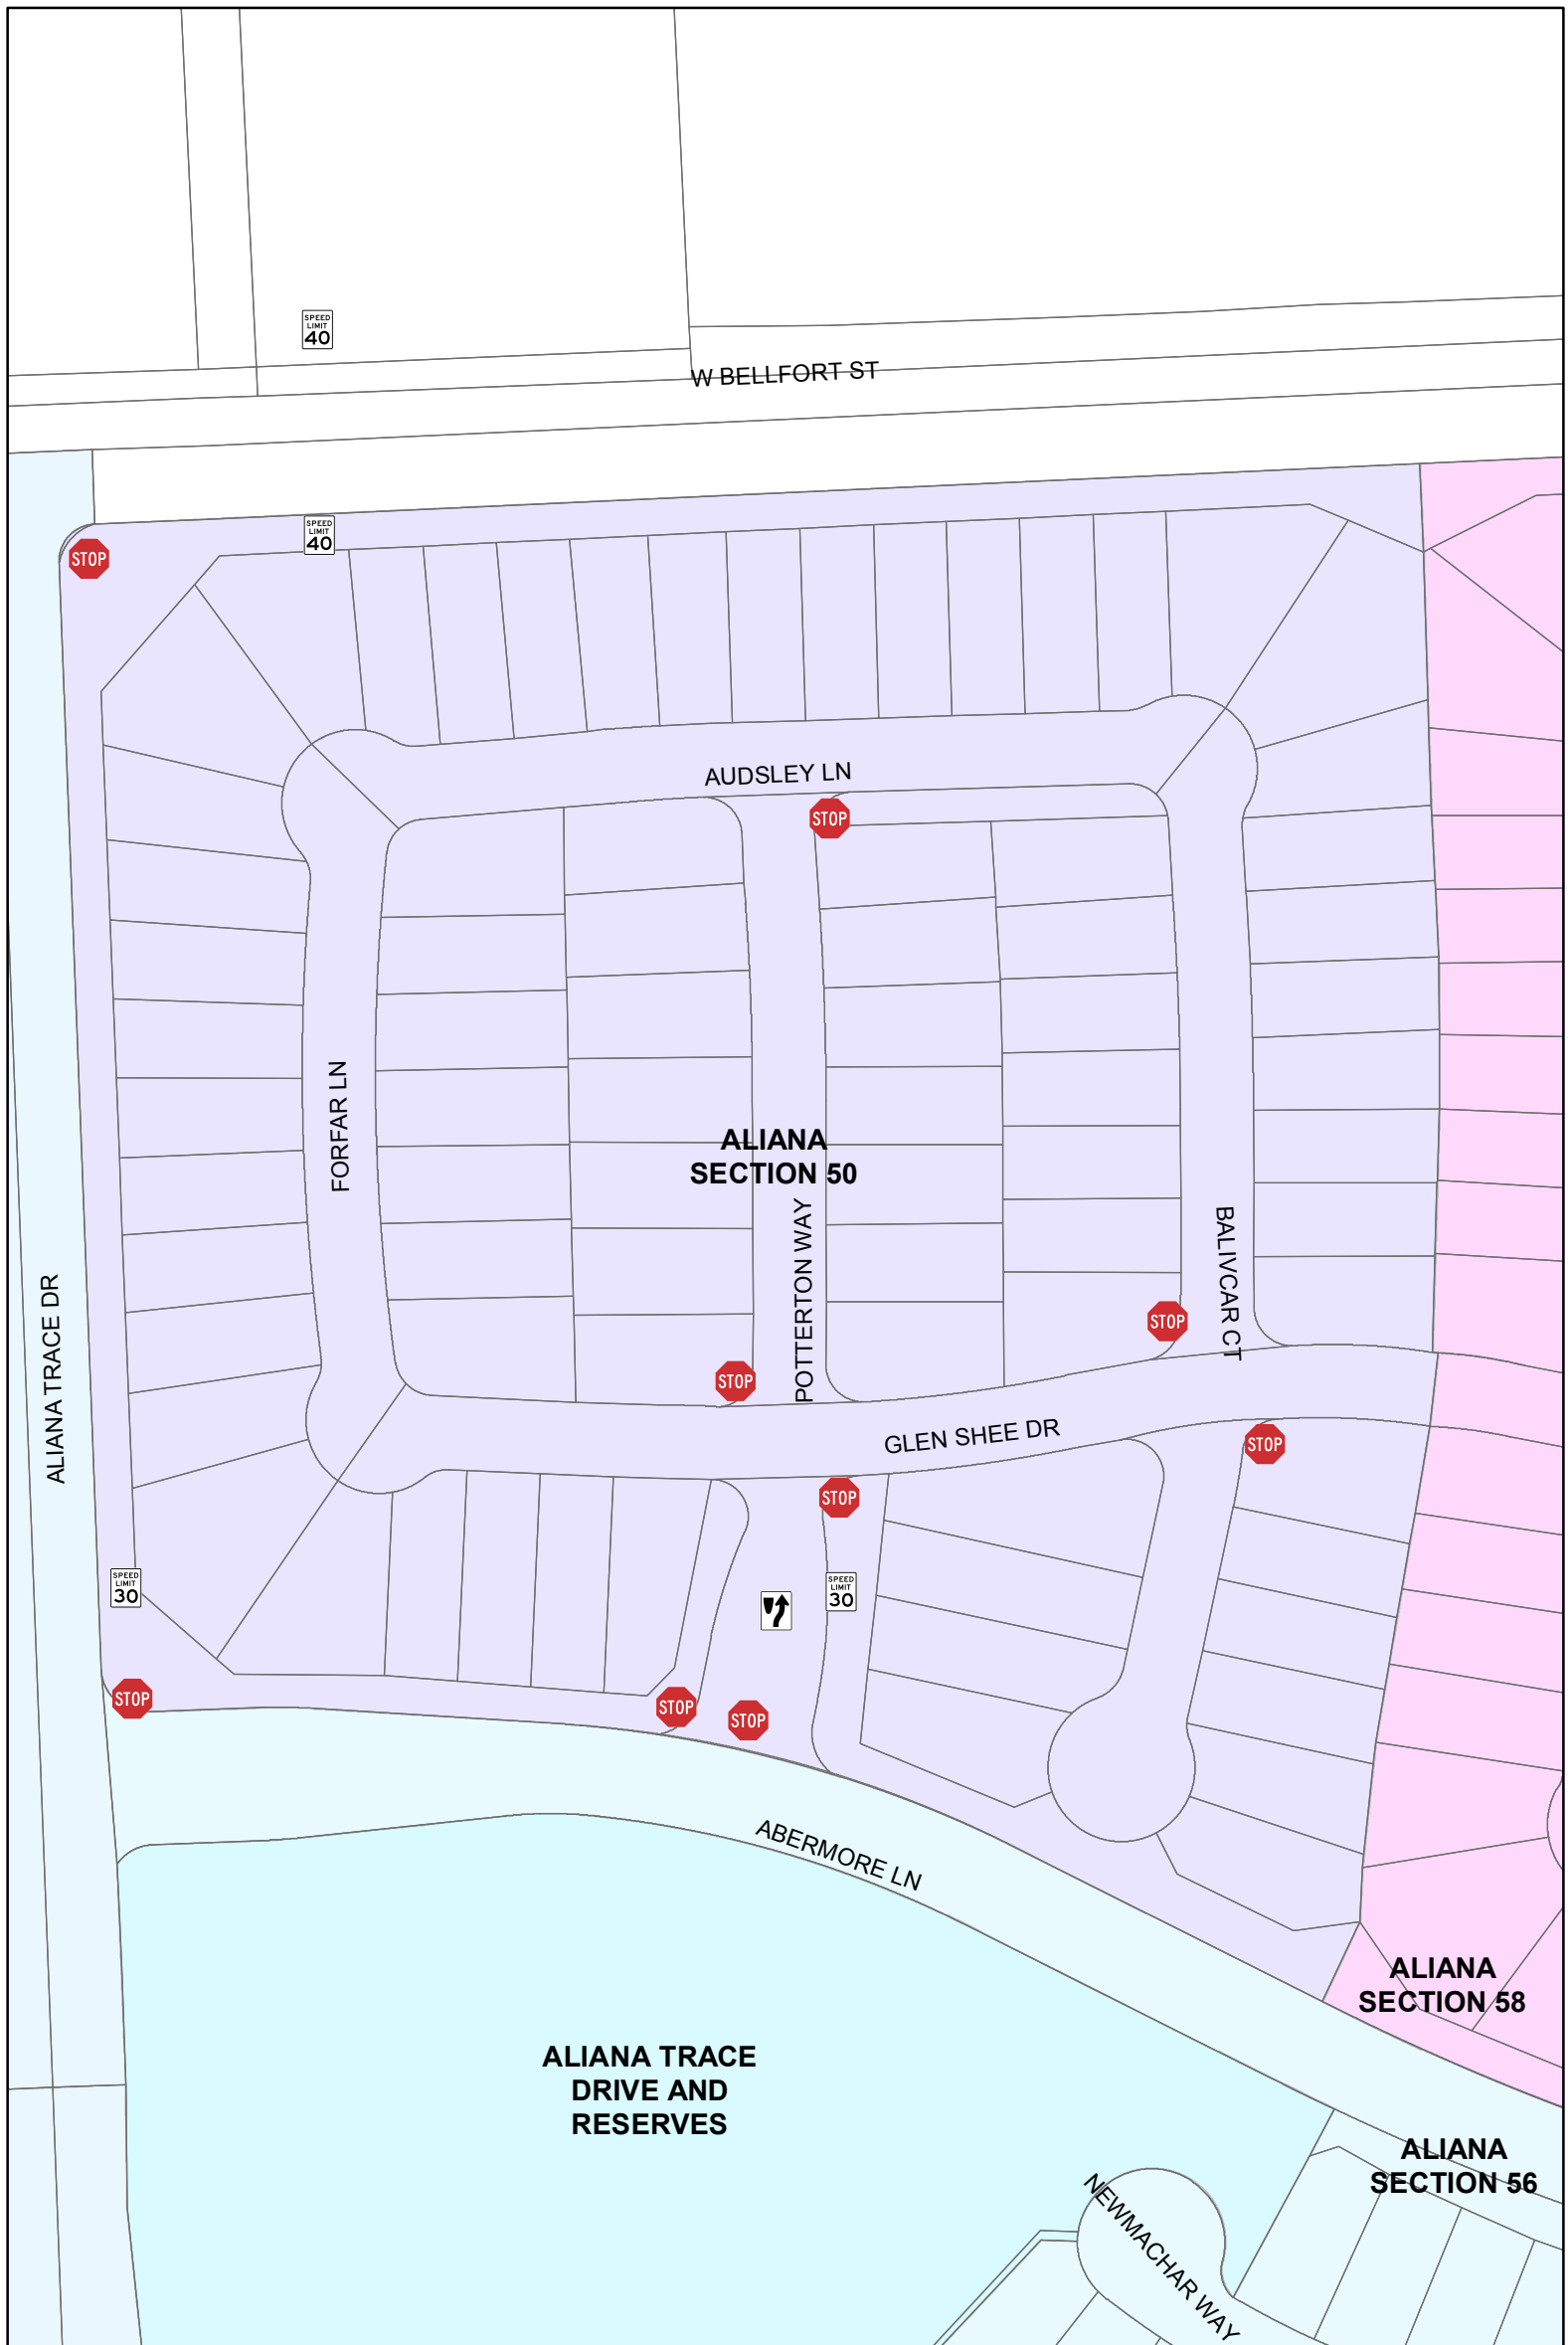 SPEED
LIMIT
40
W BELLFORT ST
SPEED
LIMIT
40
STOP
AUDSLEY LN
STOP
FORFAR LN
ALIANA
SECTION 50
POTTERTON WAY
BALIVCAR CT
ALIANA TRACE DR
STOP
STOP
GLEN SHEE DR
STOP
STOP
SPEED
LIMIT
30
SPEED
LIMIT
30
STOP
STOP
STOP
ABERMORE LN
ALIANA
SECTION 58
ALIANA TRACE
DRIVE AND
RESERVES
ALIANA
SECTION 56
NEWMACHAR WAY